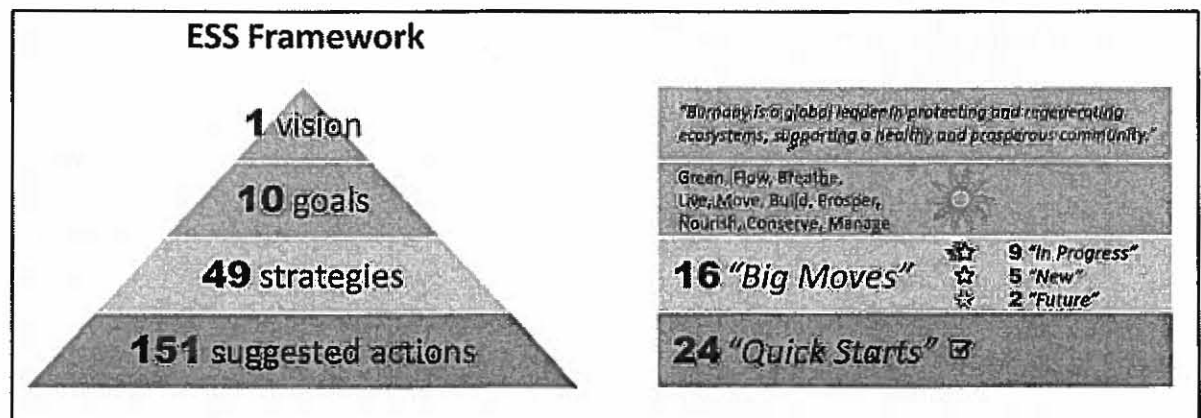 ESS Framework
1 vision
10 goals
49 strategies
151 suggested actions
"Burnaby is a global leader in protecting and regenerating
ecosystems, supporting a healthy and prosperous community."
Green, Flow, Breathe,
Live, Move, Build, Prosper,
Nourish, Conserve, Manage
16 "Big Moves"
9 "In Progress"
5 "New"
2 "Future"
24 "Quick Starts"